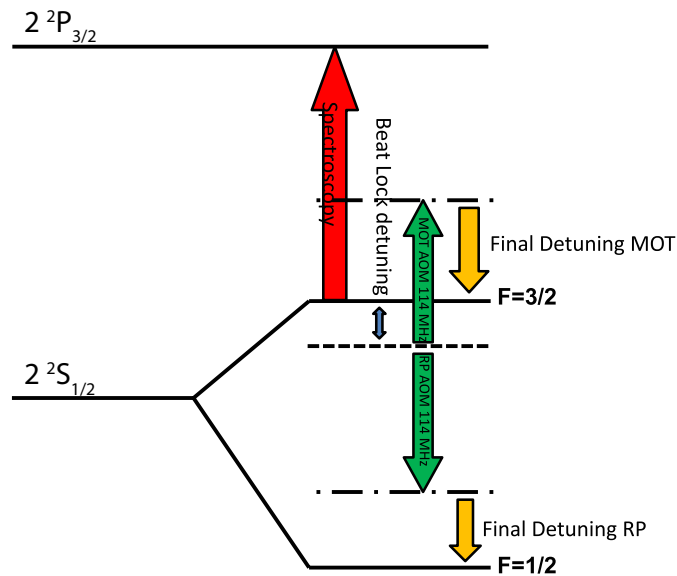 2 ²P₃/₂
Spectroscopy
Beat Lock detuning
MOT AOM 114 MHz
Final Detuning MOT
F=3/2
2 ²S₁/₂
RP AOM 114 MHz
Final Detuning RP
F=1/2